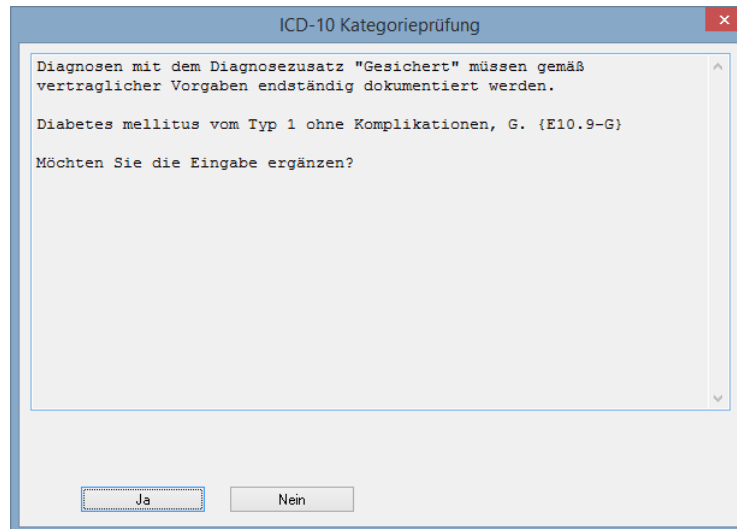 ICD-10 Kategorieprüfung
Diagnosen mit dem Diagnosezusatz "Gesichert" müssen gemäß
vertraglicher Vorgaben endständig dokumentiert werden.
Diabetes mellitus vom Typ 1 ohne Komplikationen, G. {E10.9-G}
Möchten Sie die Eingabe ergänzen?
Ja
Nein